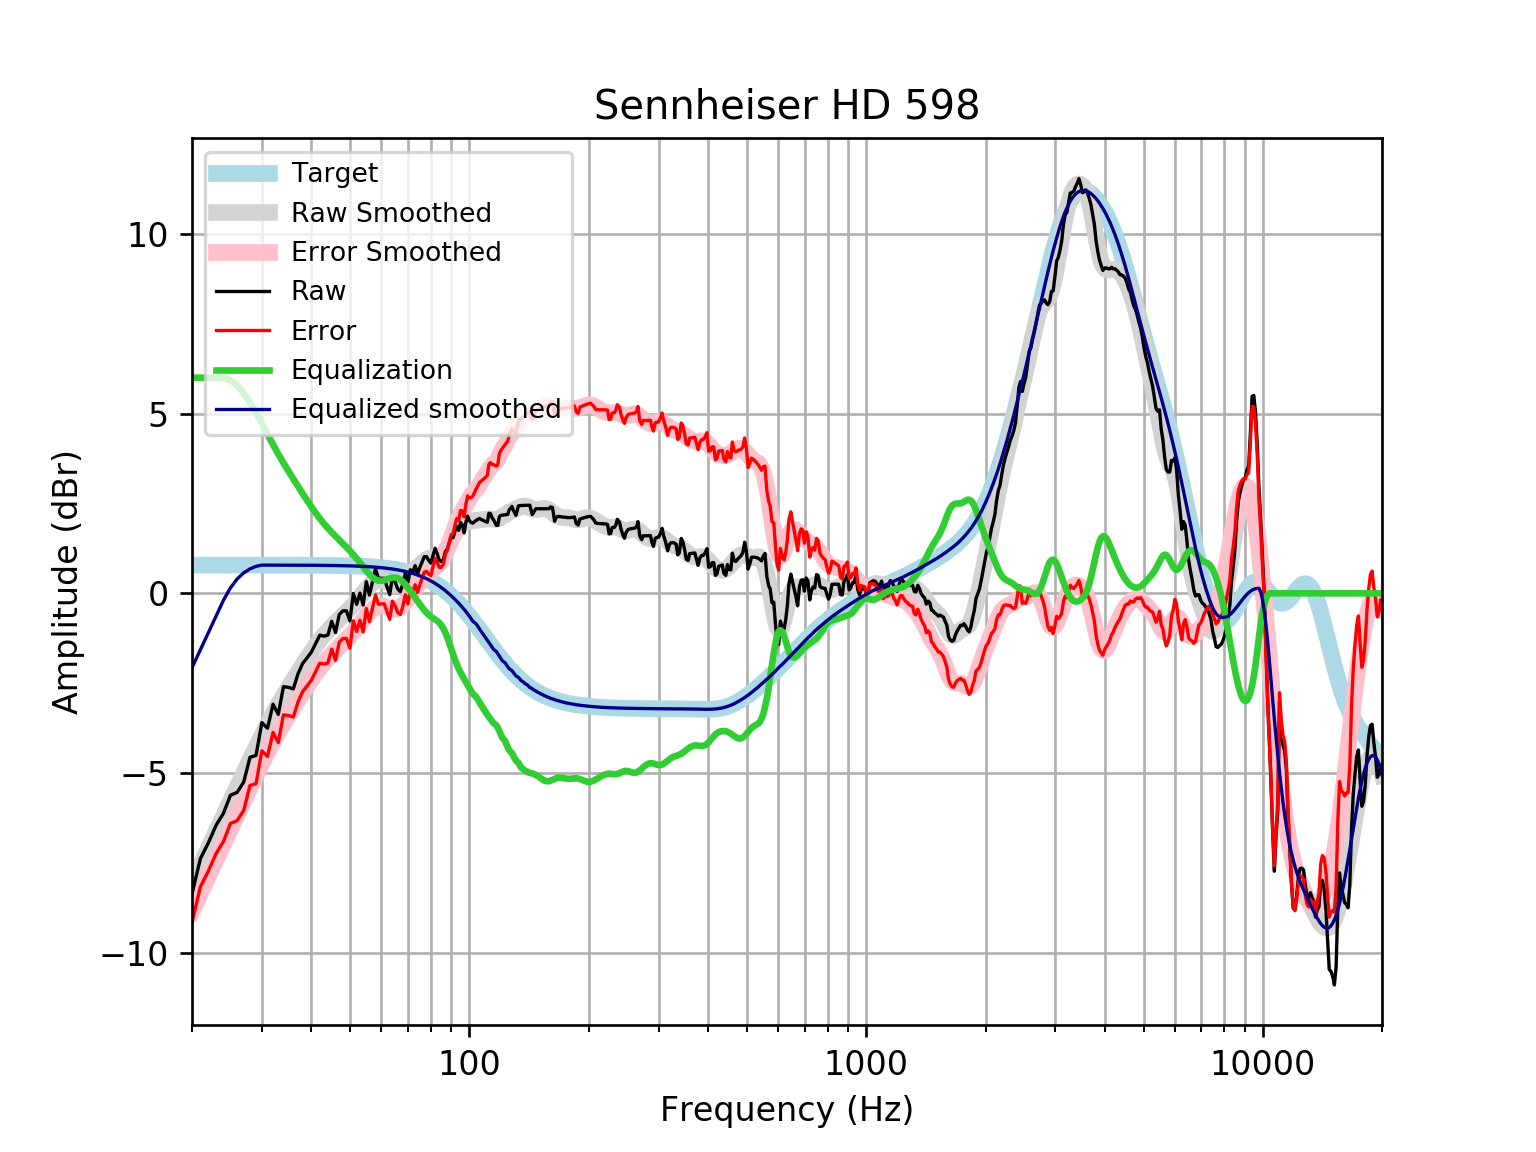 Sennheiser HD 598
Target
Raw Smoothed
Error Smoothed
Raw
Error
Equalization
Equalized smoothed
10
5
0
−5
−10
Amplitude (dBr)
100 1000 10000
Frequency (Hz)